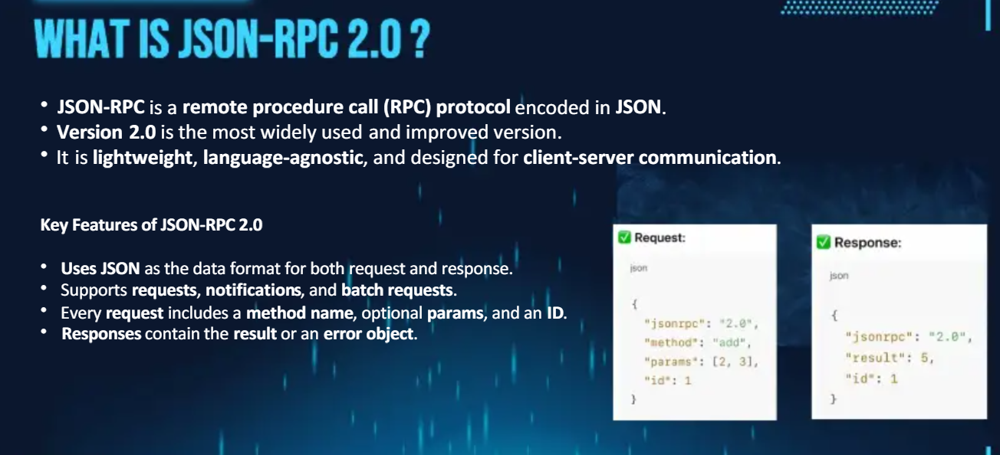 WHAT IS JSON-RPC 2.0 ?
• JSON-RPC is a remote procedure call (RPC) protocol encoded in JSON.
• Version 2.0 is the most widely used and improved version.
• It is lightweight, language-agnostic, and designed for client-server communication.
Key Features of JSON-RPC 2.0
• Uses JSON as the data format for both request and response.
• Supports requests, notifications, and batch requests.
• Every request includes a method name, optional params, and an ID.
• Responses contain the result or an error object.
✅ Request:
json
{
"jsonrpc": "2.0",
"method": "add",
"params": [2, 3],
"id": 1
}
✅ Response:
json
{
"jsonrpc": "2.0",
"result": 5,
"id": 1
}